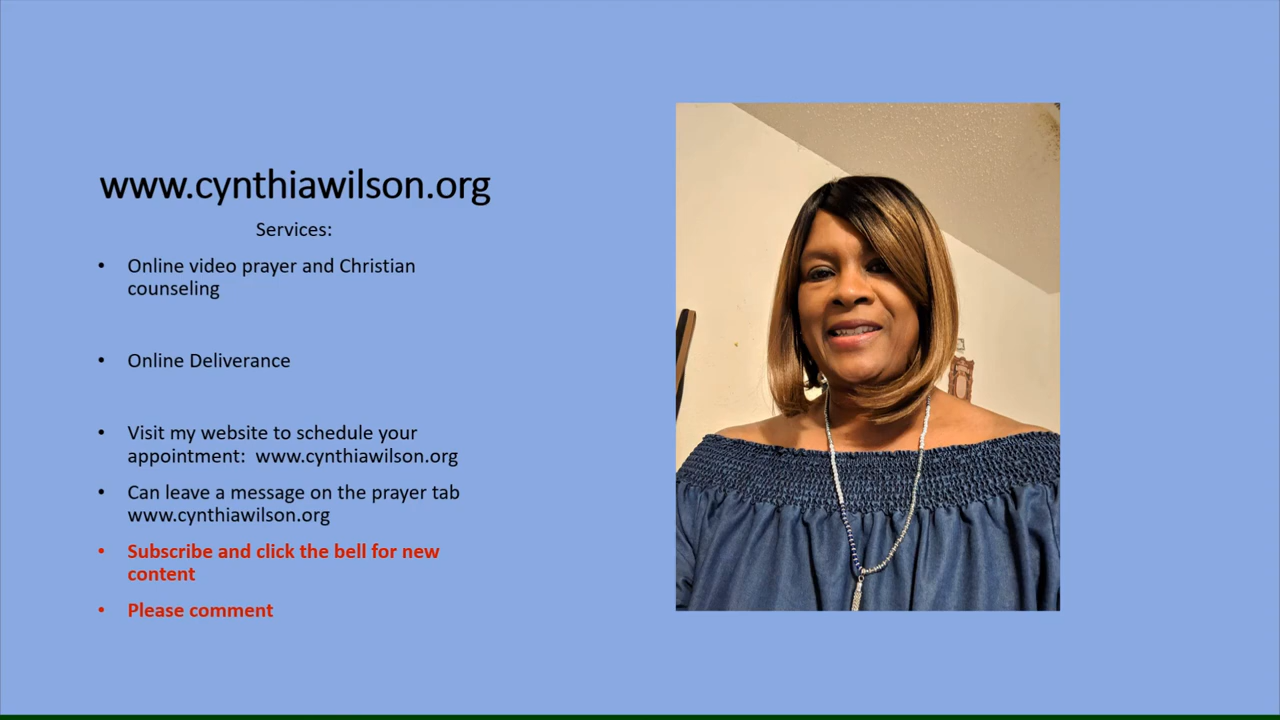 www.cynthiawilson.org
Services:
• Online video prayer and Christian
counseling
• Online Deliverance
• Visit my website to schedule your
appointment:  www.cynthiawilson.org
• Can leave a message on the prayer tab
www.cynthiawilson.org
• Subscribe and click the bell for new
content
• Please comment